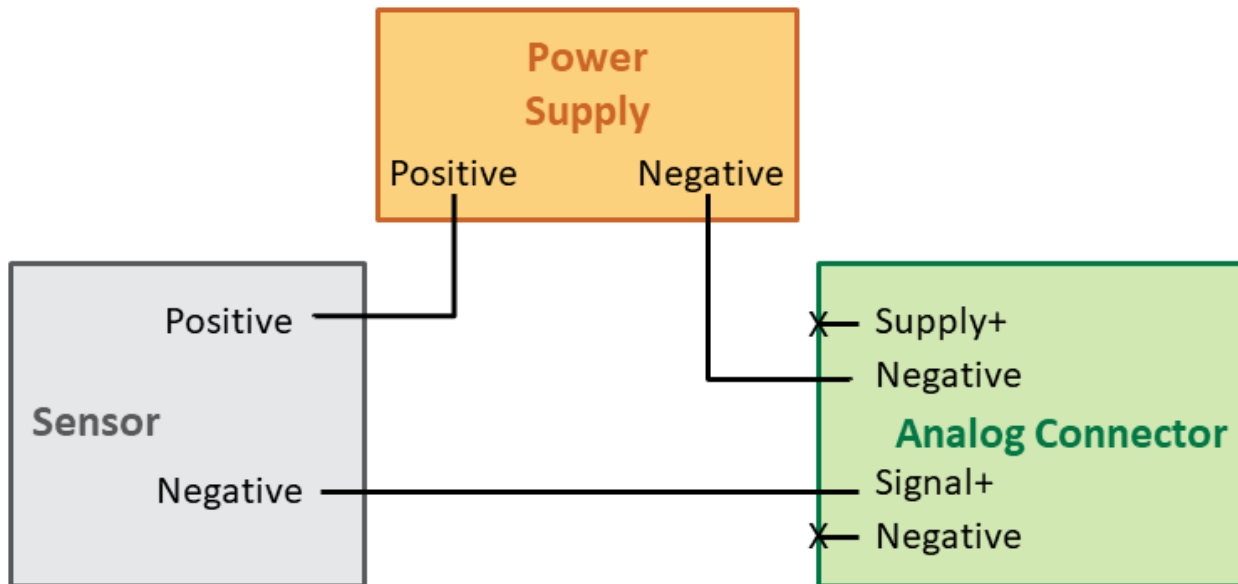 Power
Supply
Positive
Negative
Positive
Sensor
Negative
X
Supply+
Negative
Analog Connector
Signal+
X
Negative